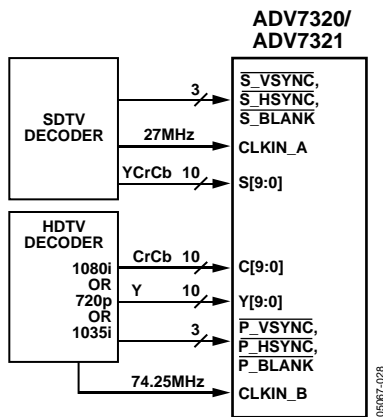 ADV7320/
ADV7321
SDTV
DECODER
3
S_VSYNC,
S_HSYNC,
S_BLANK
27MHz
CLKIN_A
YCrCb 10
S[9:0]
HDTV
DECODER
1080i
OR
720p
OR
1035i
CrCb 10
C[9:0]
Y 10
Y[9:0]
3
P_VSYNC,
P_HSYNC,
P_BLANK
74.25MHz
CLKIN_B
05067-028